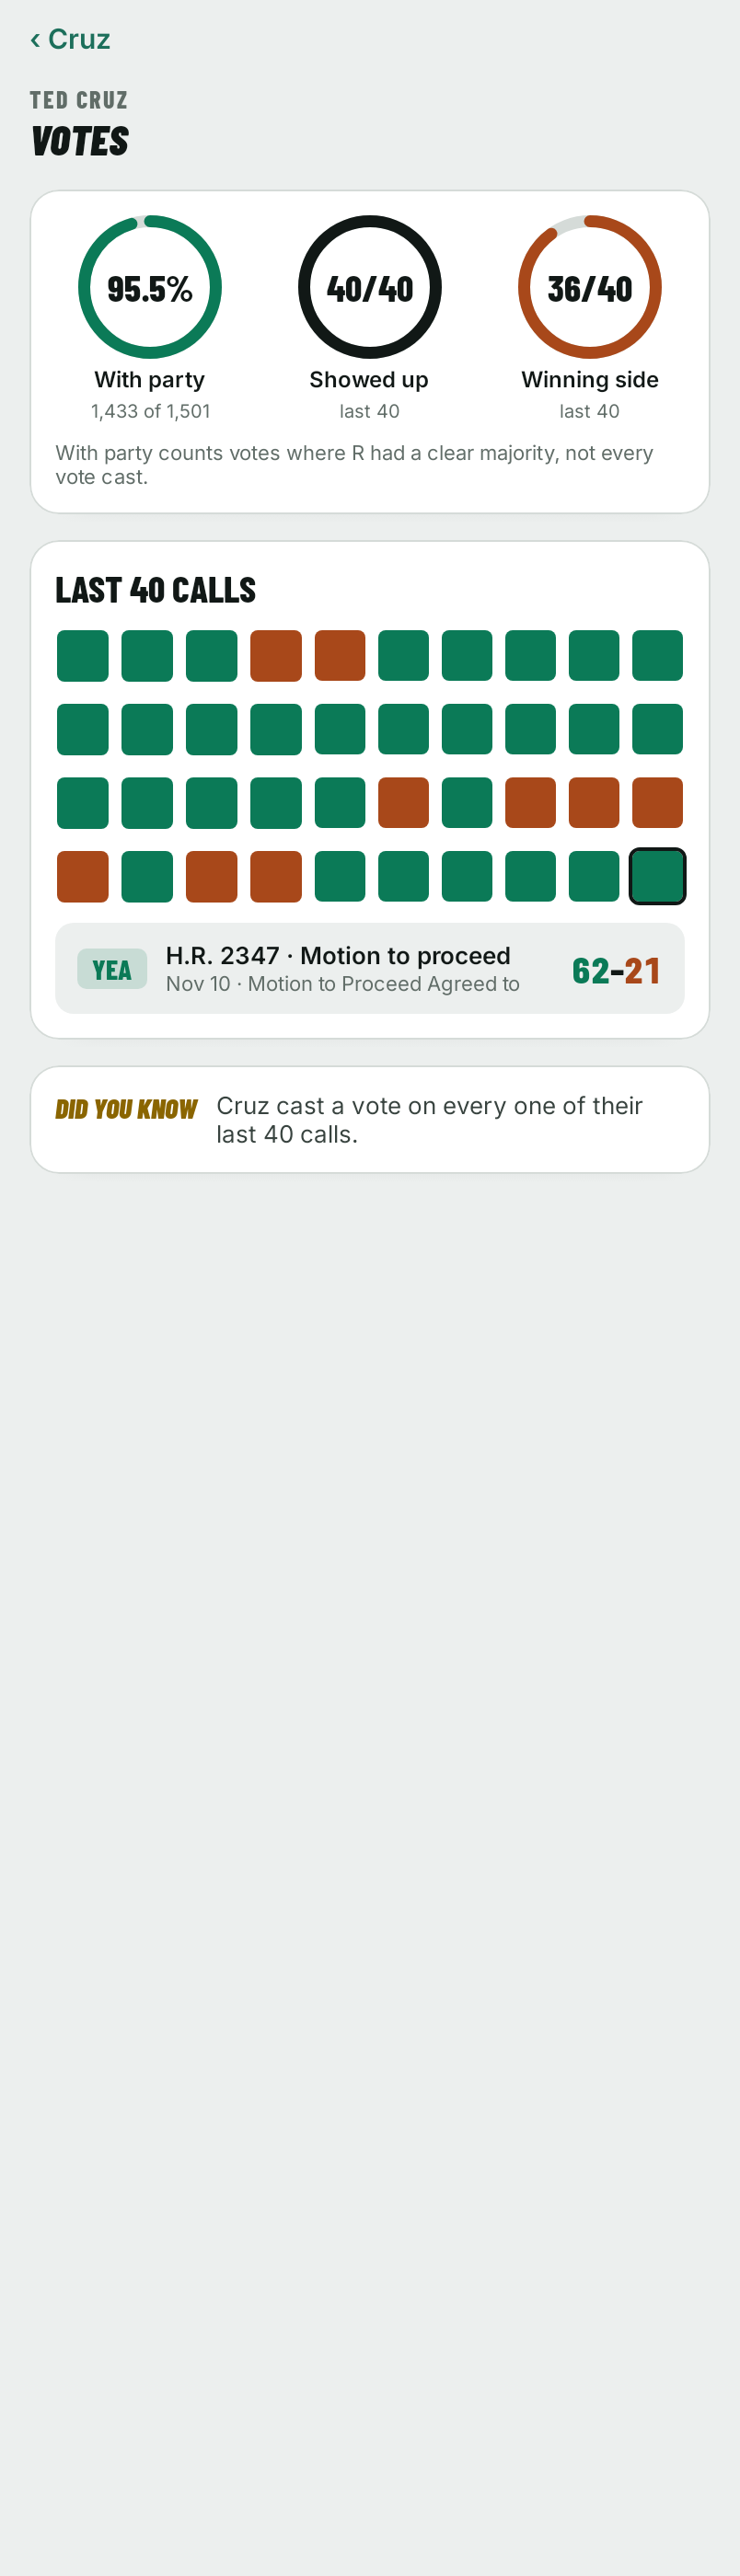 ‹ Cruz
TED CRUZ
VOTES
95.5%
40/40
36/40
With party
Showed up
Winning side
1,433 of 1,501
last 40
last 40
With party counts votes where R had a clear majority, not every
vote cast.
LAST 40 CALLS
YEA
H.R. 2347 · Motion to proceed
Nov 10 · Motion to Proceed Agreed to
62–21
DID YOU KNOW
Cruz cast a vote on every one of their
last 40 calls.